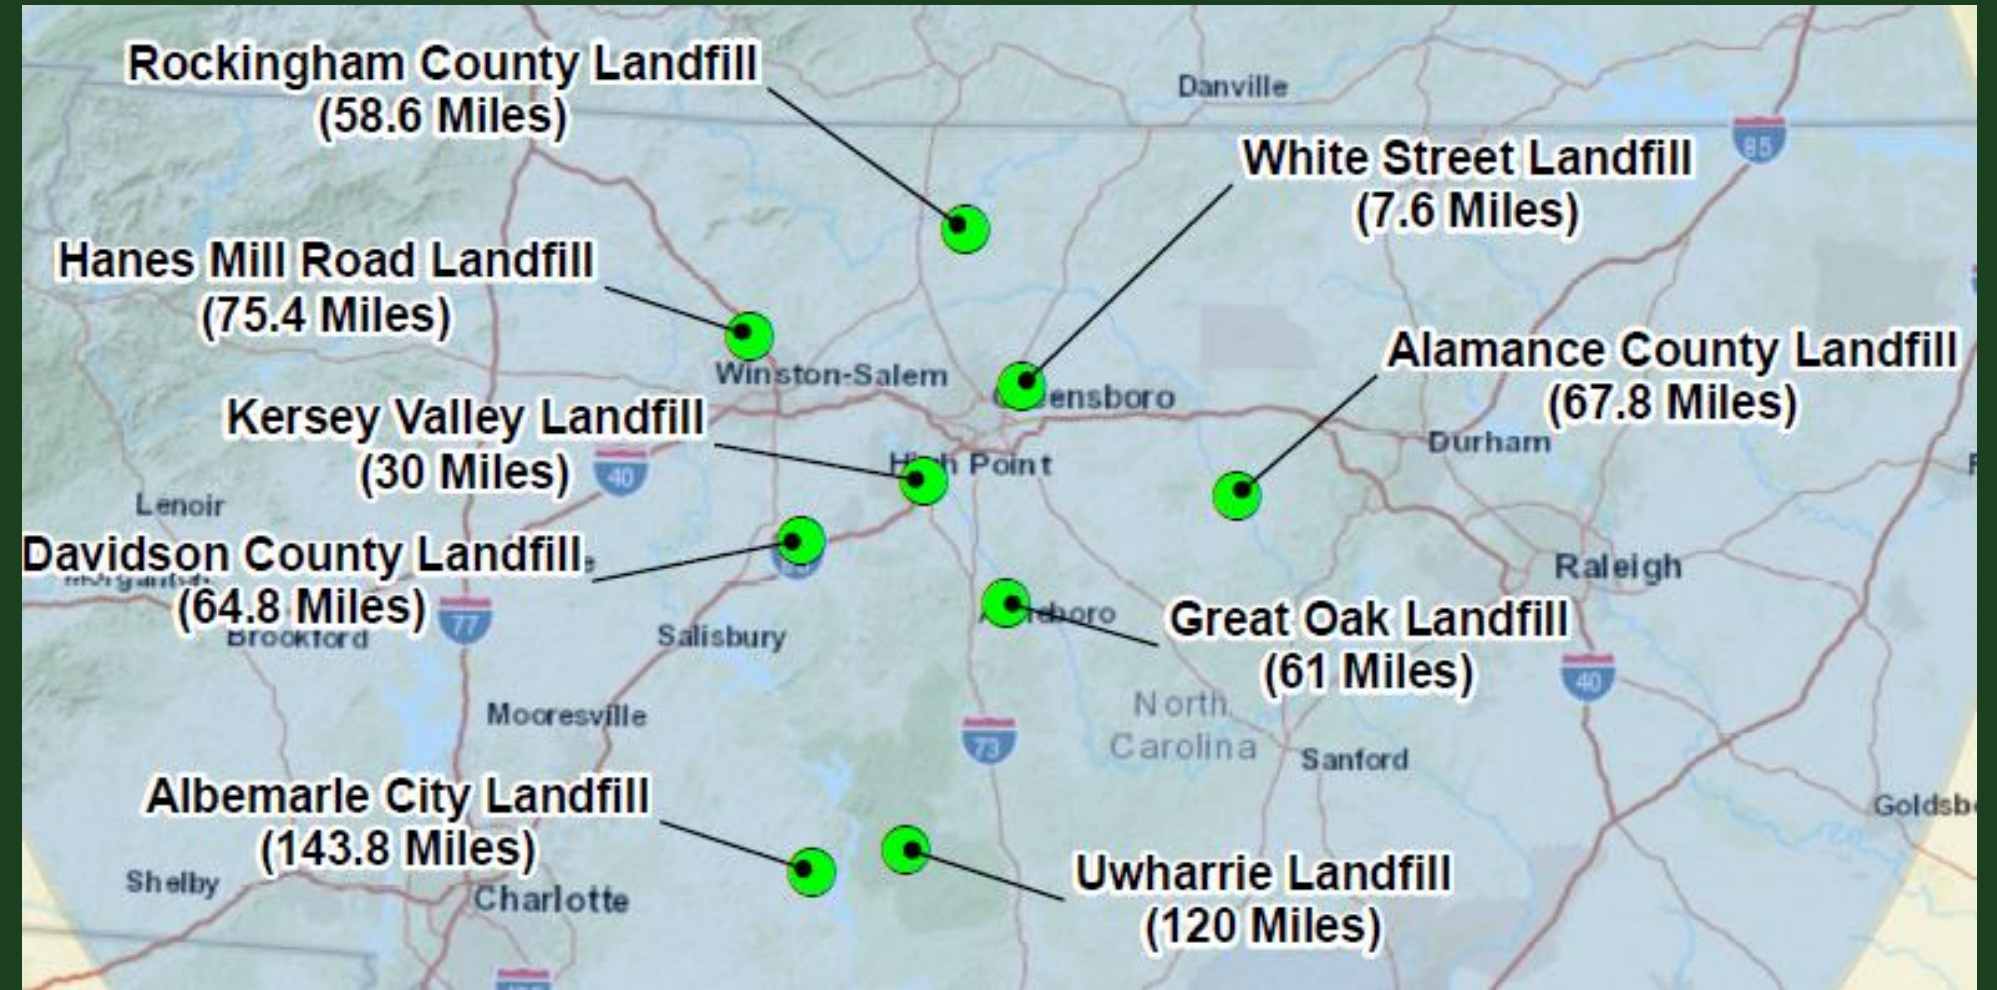 Rockingham County Landfill
(58.6 Miles)
Danville
85
White Street Landfill
(7.6 Miles)
Hanes Mill Road Landfill
(75.4 Miles)
Alamance County Landfill
(67.8 Miles)
Winston-Salem
Kersey Valley Landfill
(30 Miles)
40
Durham
Lenoir
Davidson County Landfill
(64.8 Miles)
Raleigh
77
Brookford
Salisbury
Great Oak Landfill
(61 Miles)
40
Mooresville
North
Carolina
73
Sanford
Albemarle City Landfill
(143.8 Miles)
Shelby
Charlotte
Uwharrie Landfill
(120 Miles)